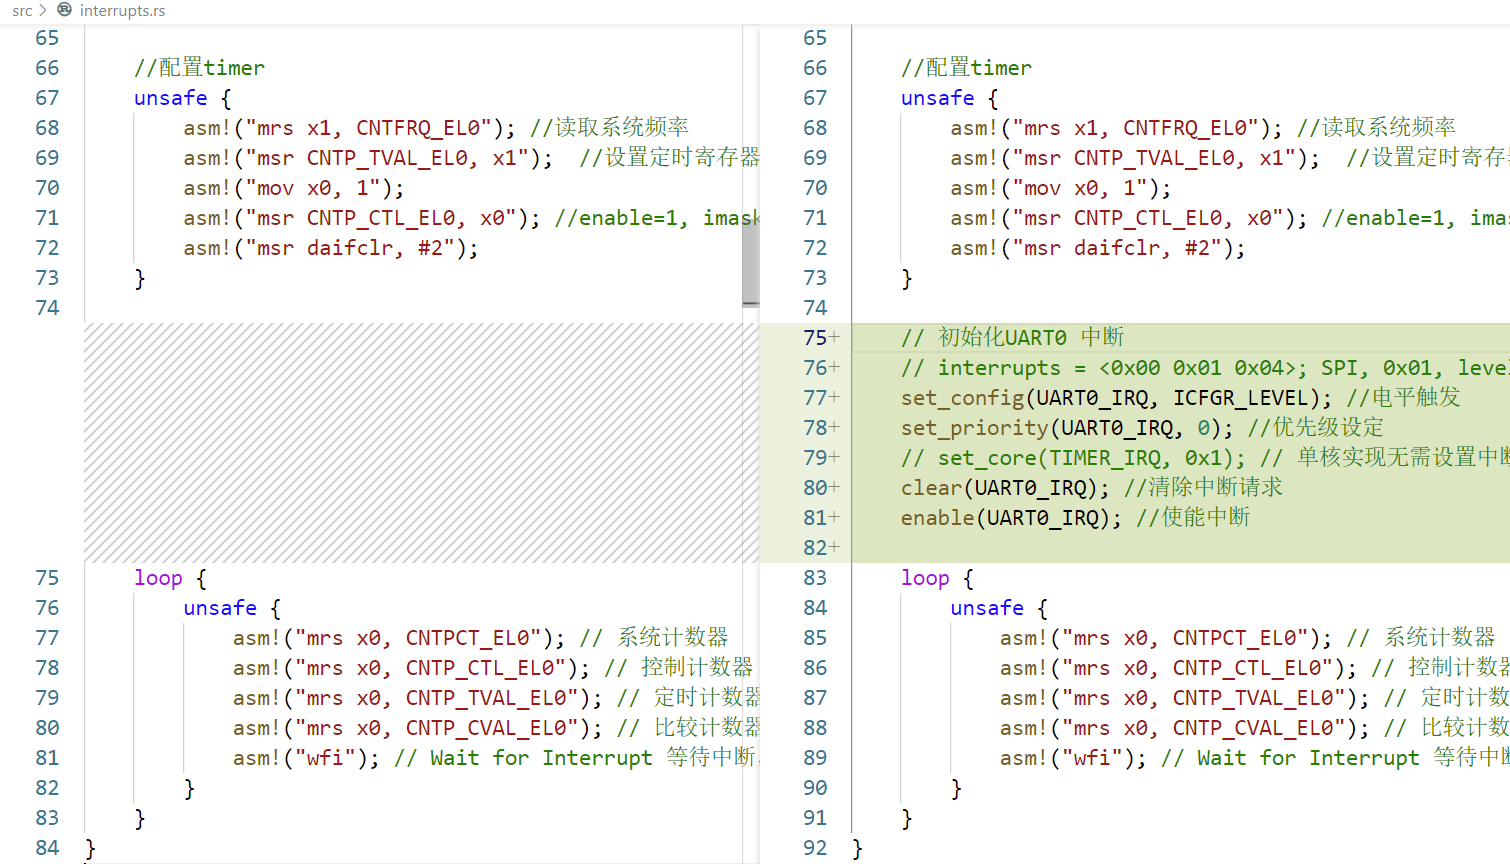 src > interrupts.rs
65
66 //配置timer
67 unsafe {
68 asm!("mrs x1, CNTFRQ_EL0"); //读取系统频率
69 asm!("msr CNTP_TVAL_EL0, x1"); //设置定时寄存器
70 asm!("mov x0, 1");
71 asm!("msr CNTP_CTL_EL0, x0"); //enable=1, imask
72 asm!("msr daifclr, #2");
73 }
74
75 loop {
76 unsafe {
77 asm!("mrs x0, CNTPCT_EL0"); // 系统计数器
78 asm!("mrs x0, CNTP_CTL_EL0"); // 控制计数器
79 asm!("mrs x0, CNTP_TVAL_EL0"); // 定时计数器
80 asm!("mrs x0, CNTP_CVAL_EL0"); // 比较计数器
81 asm!("wfi"); // Wait for Interrupt 等待中断,
82 }
83 }
84 }
65
66 //配置timer
67 unsafe {
68 asm!("mrs x1, CNTFRQ_EL0"); //读取系统频率
69 asm!("msr CNTP_TVAL_EL0, x1"); //设置定时寄存
70 asm!("mov x0, 1");
71 asm!("msr CNTP_CTL_EL0, x0"); //enable=1, imas
72 asm!("msr daifclr, #2");
73 }
74
75+ // 初始化UART0 中断
76+ // interrupts = <0x00 0x01 0x04>; SPI, 0x01, level
77+ set_config(UART0_IRQ, ICFGR_LEVEL); //电平触发
78+ set_priority(UART0_IRQ, 0); //优先级设定
79+ // set_core(TIMER_IRQ, 0x1); // 单核实现无需设置中断
80+ clear(UART0_IRQ); //清除中断请求
81+ enable(UART0_IRQ); //使能中断
82+
83 loop {
84 unsafe {
85 asm!("mrs x0, CNTPCT_EL0"); // 系统计数器
86 asm!("mrs x0, CNTP_CTL_EL0"); // 控制计数器
87 asm!("mrs x0, CNTP_TVAL_EL0"); // 定时计数
88 asm!("mrs x0, CNTP_CVAL_EL0"); // 比较计数
89 asm!("wfi"); // Wait for Interrupt 等待中断
90 }
91 }
92 }